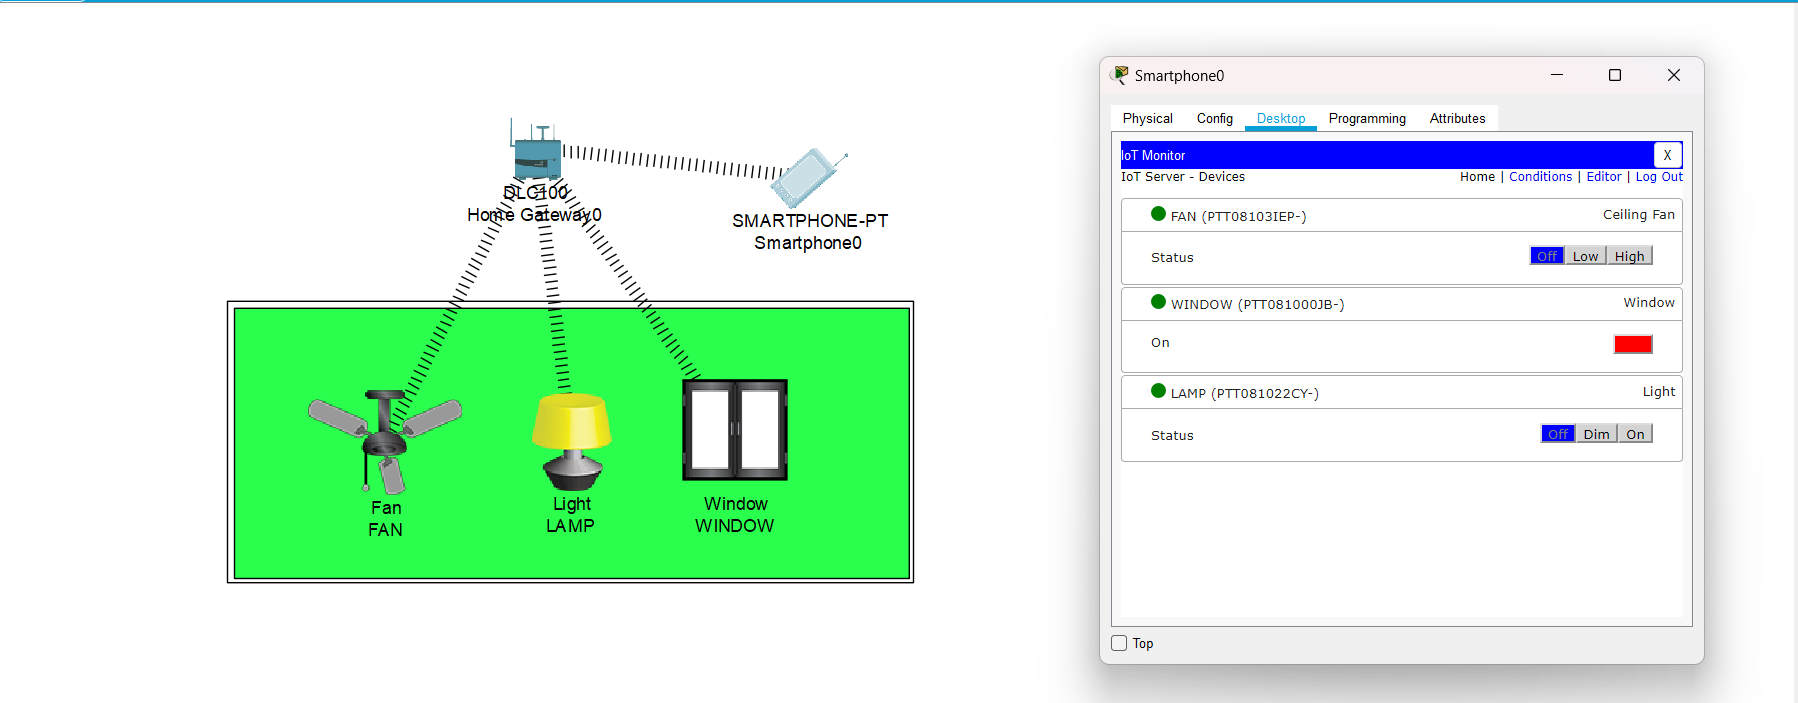 DLC100
Home Gateway0
SMARTPHONE-PT
Smartphone0
Fan
FAN
Light
LAMP
Window
WINDOW
Smartphone0
Physical Config Desktop Programming Attributes
IoT Monitor X
IoT Server - Devices Home | Conditions | Editor | Log Out
FAN (PTT08103IEP-) Ceiling Fan
Status Off Low High
WINDOW (PTT081000JB-) Window
On
LAMP (PTT081022CY-) Light
Status Off Dim On
Top